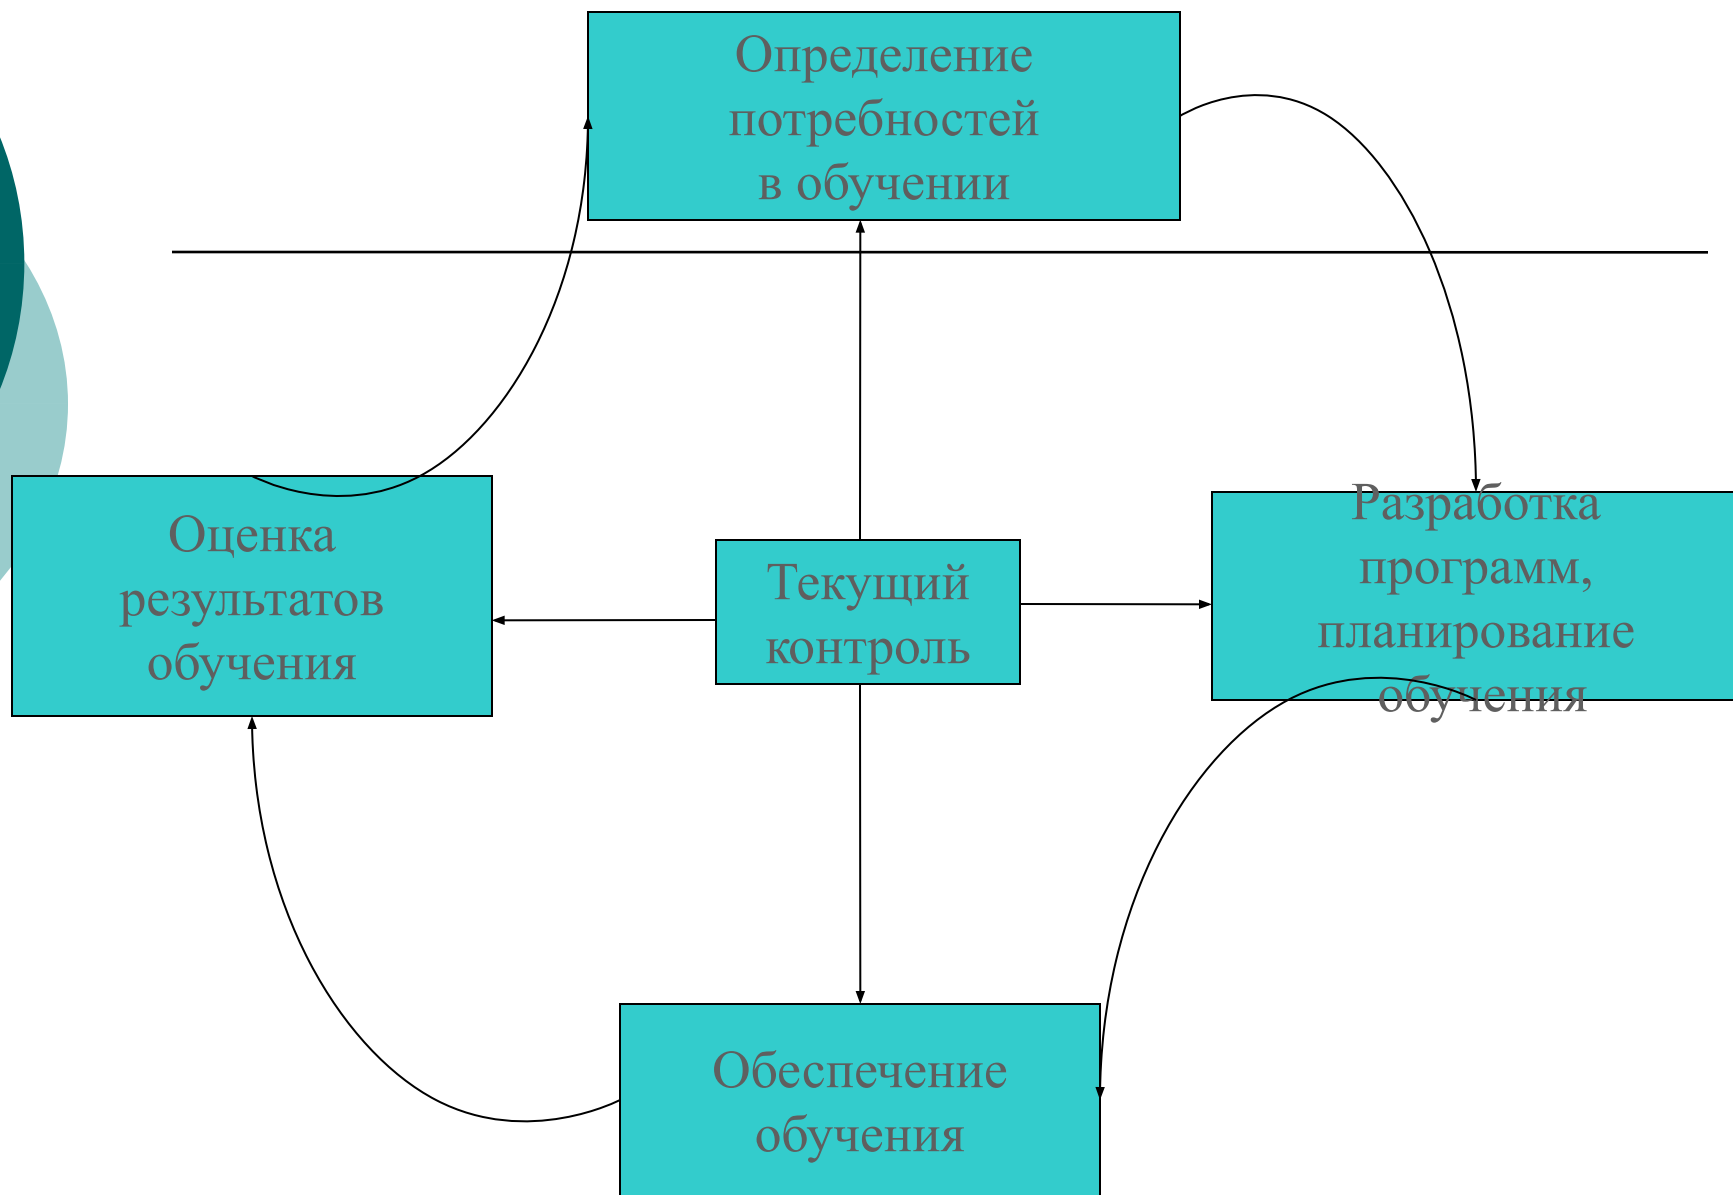 Определение
потребностей
в обучении
Оценка
результатов
обучения
Текущий
контроль
Разработка
программ,
планирование
обучения
Обеспечение
обучения